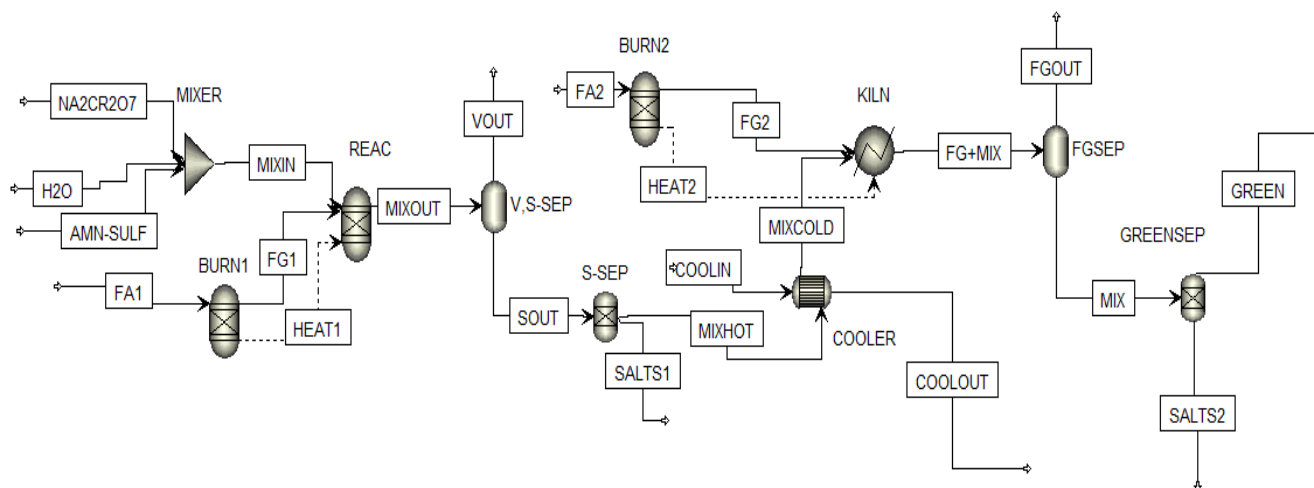 NA2CR2O7
MIXER
H2O
AMN-SULF
MIXIN
REAC
FA1
BURN1
FG1
HEAT1
MIXOUT
VOUT
V,S-SEP
SOUT
S-SEP
SALTS1
MIXHOT
COOLIN
COOLER
COOLOUT
MIXCOLD
FA2
BURN2
FG2
HEAT2
KILN
FG+MIX
FGOUT
FGSEP
MIX
GREENSEP
GREEN
SALTS2